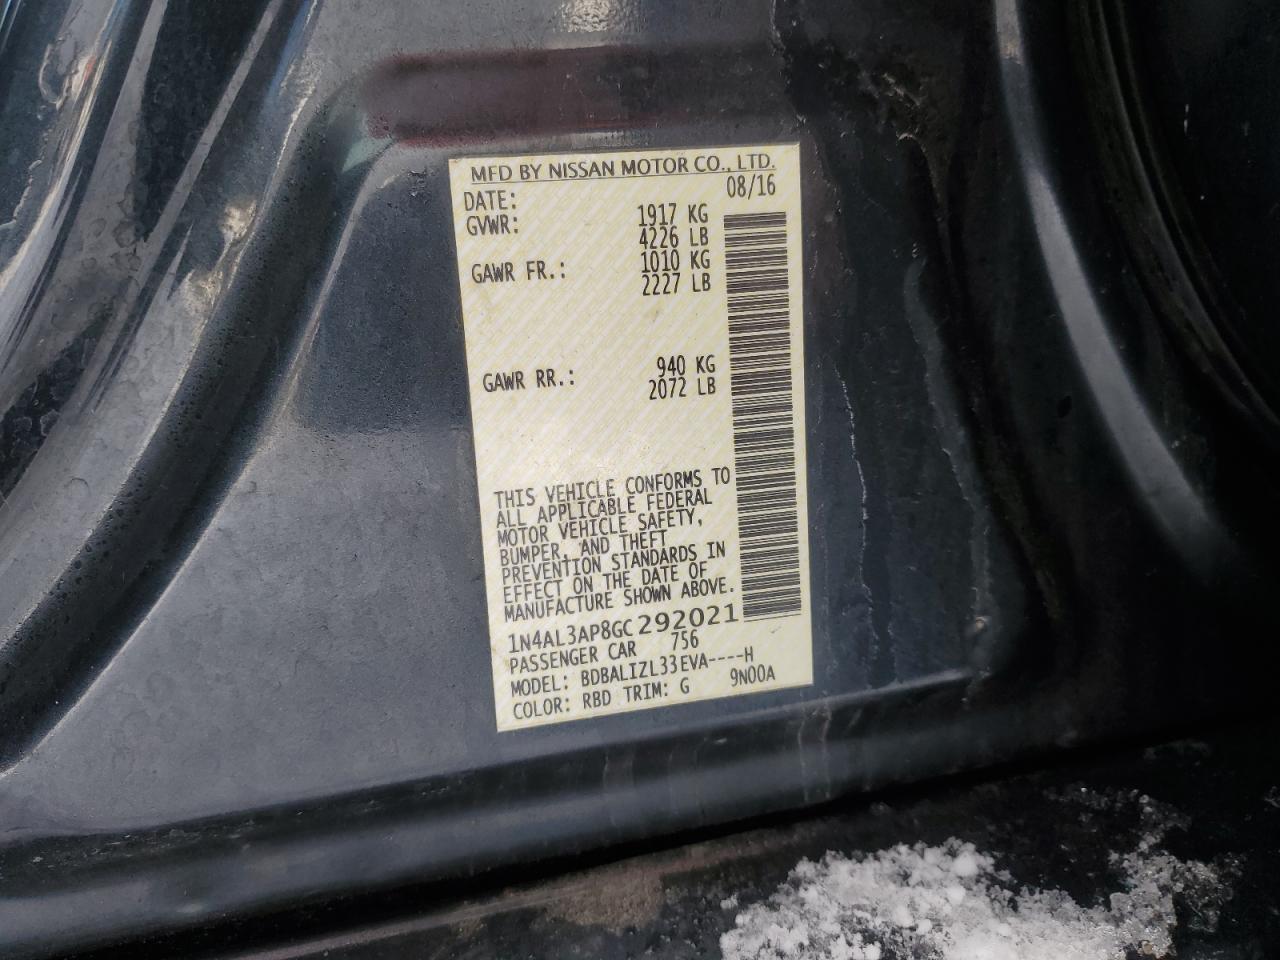 MFD BY NISSAN MOTOR CO., LTD.
DATE: 08/16
GVWR: 1917 KG
4226 LB
GAWR FR.: 1010 KG
2227 LB
GAWR RR.: 940 KG
2072 LB
THIS VEHICLE CONFORMS TO
ALL APPLICABLE FEDERAL
MOTOR VEHICLE SAFETY,
BUMPER, AND THEFT
PREVENTION STANDARDS IN
EFFECT ON THE DATE OF
MANUFACTURE SHOWN ABOVE.
1N4AL3AP8GC292021
PASSENGER CAR 756
MODEL: BDBALIZL33EVA----H
COLOR: RBD TRIM: G 9N00A